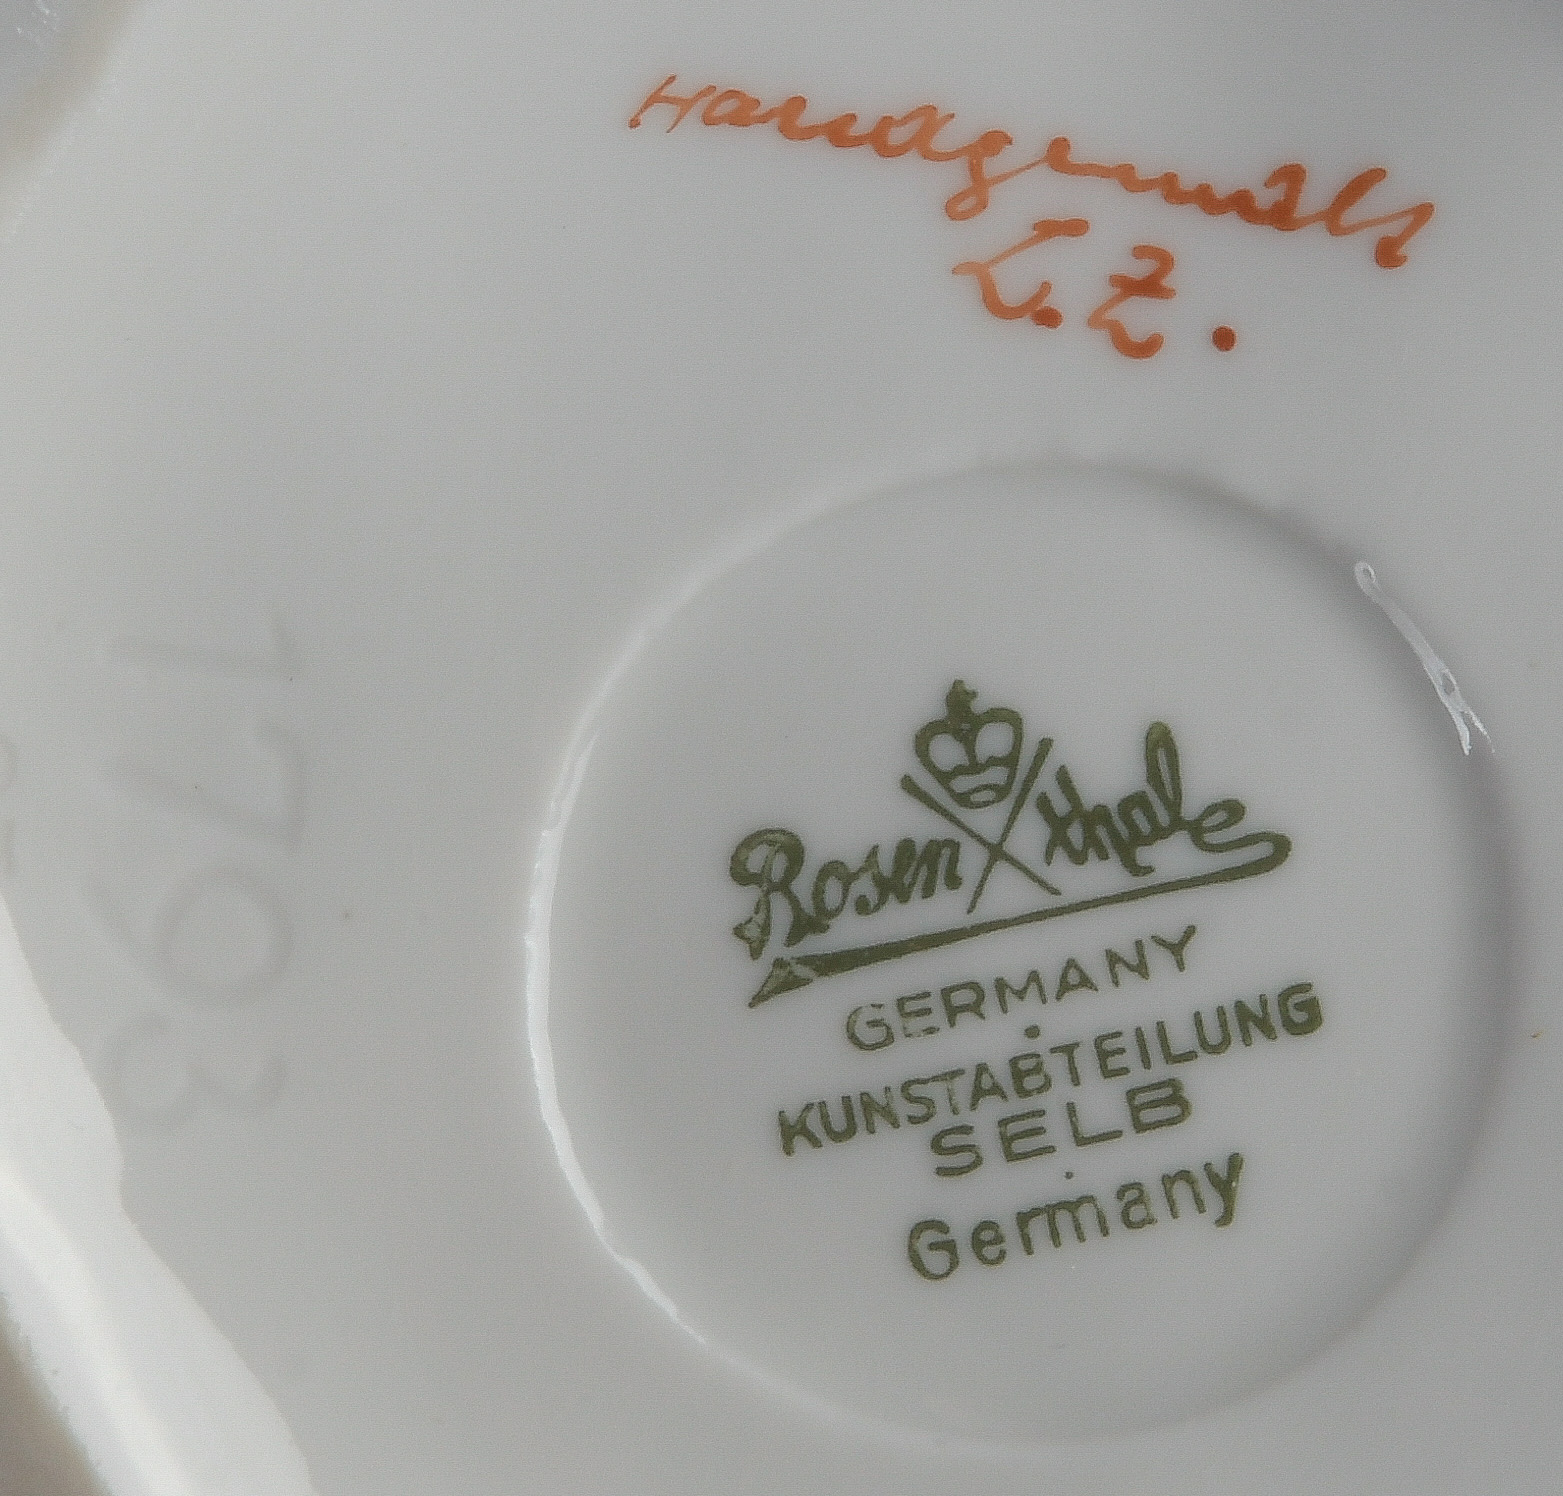 Handgemalt
L.Z.
Rosenthal
GERMANY
KUNSTABTEILUNG
SELB
Germany